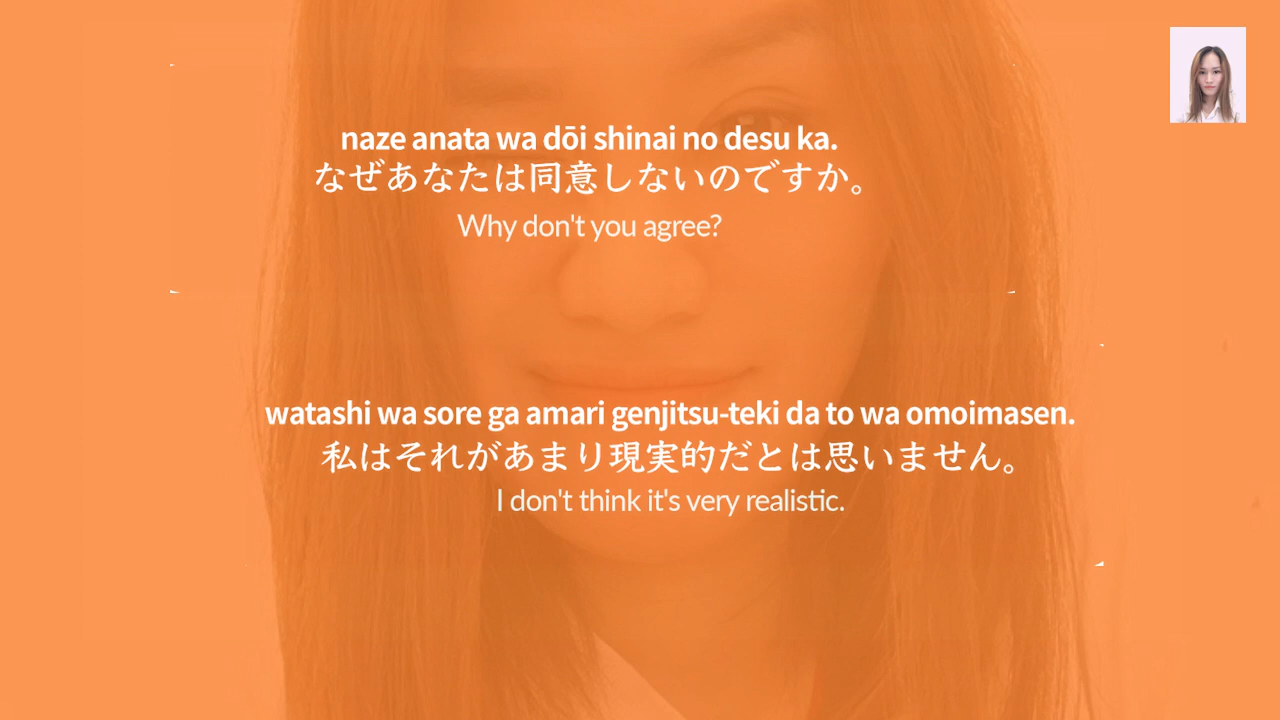 naze anata wa dōi shinai no desu ka.
なぜあなたは同意しないのですか。
Why don't you agree?
watashi wa sore ga amari genjitsu-teki da to wa omoimasen.
私はそれがあまり現実的だとは思いません。
I don't think it's very realistic.